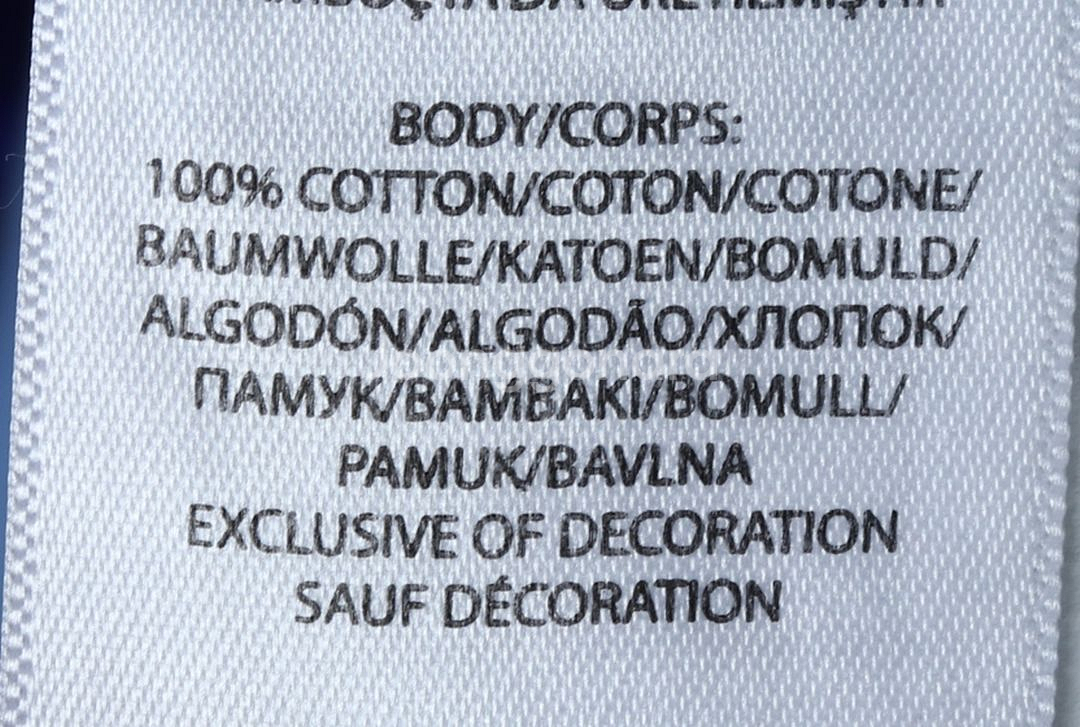 BODY/CORPS:
100% COTTON/COTON/COTONE/
BAUMWOLLE/KATOEN/BOMULD/
ALGODÓN/ALGODÃO/ХЛОПОК/
ПАМУК/BAMBAKI/BOMULL/
PAMUK/BAVLNA
EXCLUSIVE OF DECORATION
SAUF DÉCORATION